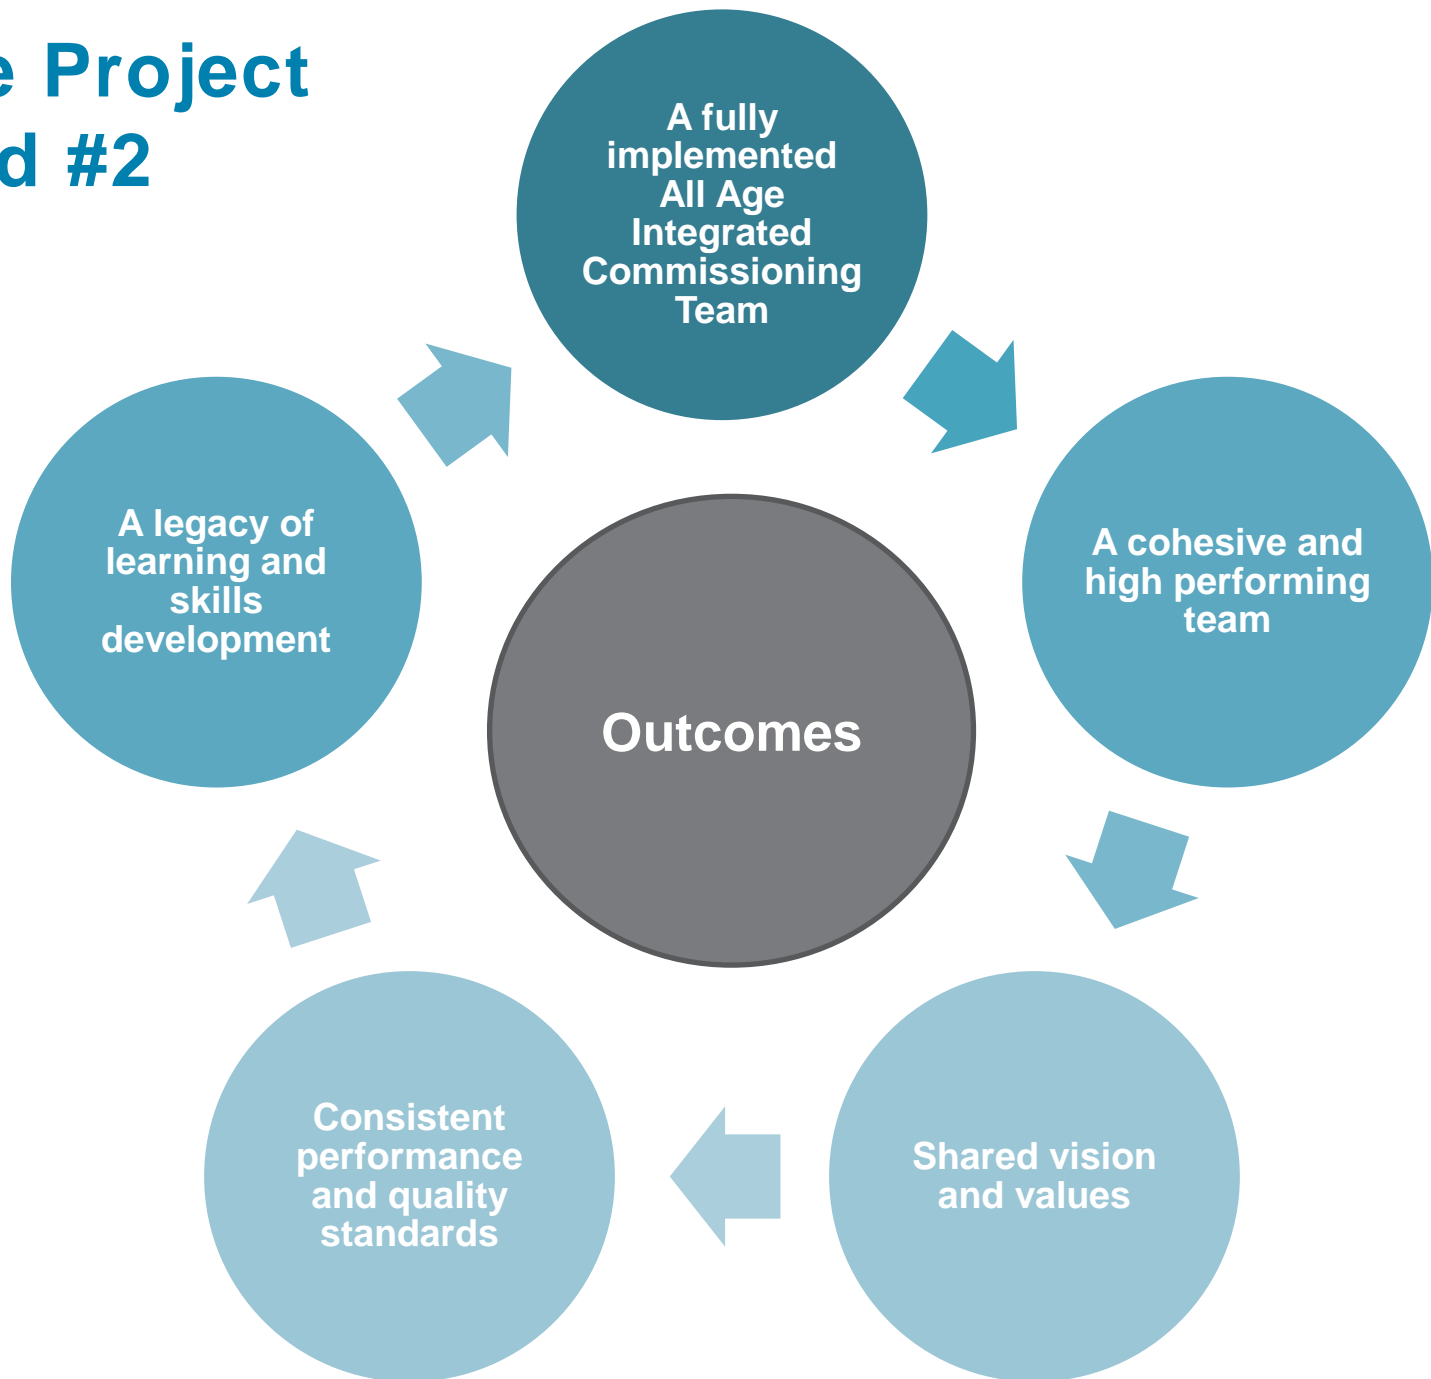 e Project
d #2
A fully
implemented
All Age
Integrated
Commissioning
Team
A cohesive and
high performing
team
Shared vision
and values
Consistent
performance
and quality
standards
A legacy of
learning and
skills
development
Outcomes